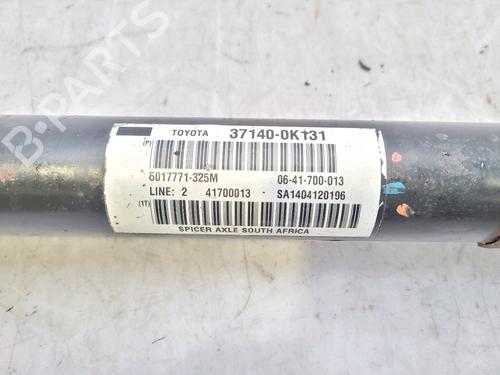 B-PARTS
(P) TOYOTA 37140-0K131
6017771-325M 06-41-700-013
LINE: 2 41700013 SA1404120196
(1T)
SPICER AXLE SOUTH AFRICA